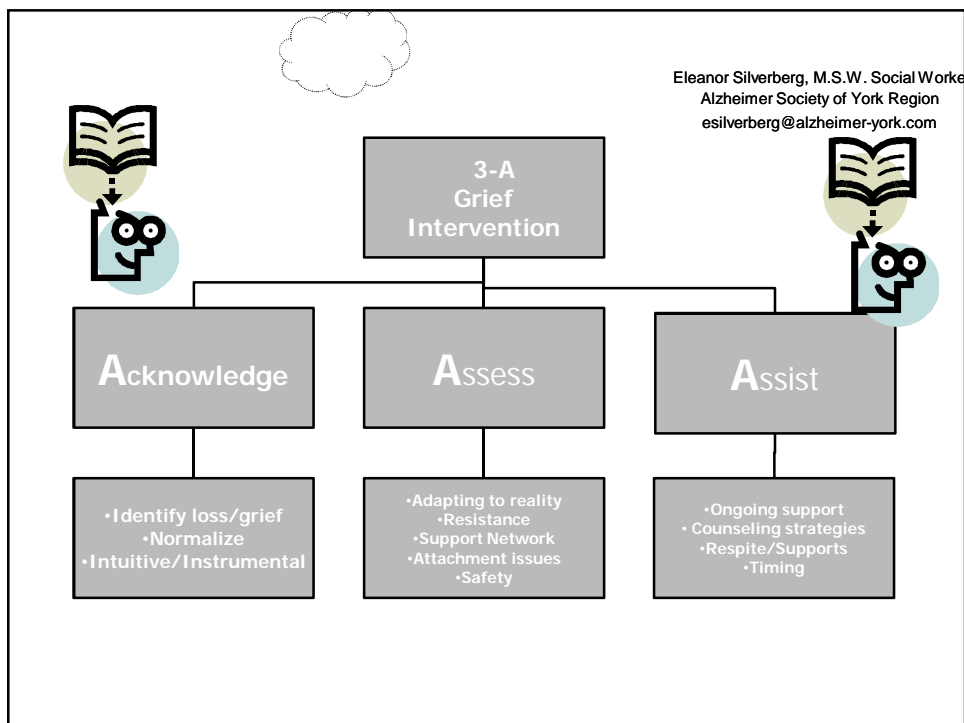 Eleanor Silverberg, M.S.W. Social Worke
Alzheimer Society of York Region
esilverberg@alzheimer-york.com
3-A
Grief
Intervention
Acknowledge
Assess
Assist
•Identify loss/grief
•Normalize
•Intuitive/Instrumental
•Adapting to reality
•Resistance
•Support Network
•Attachment issues
•Safety
•Ongoing support
• Counseling strategies
•Respite/Supports
•Timing